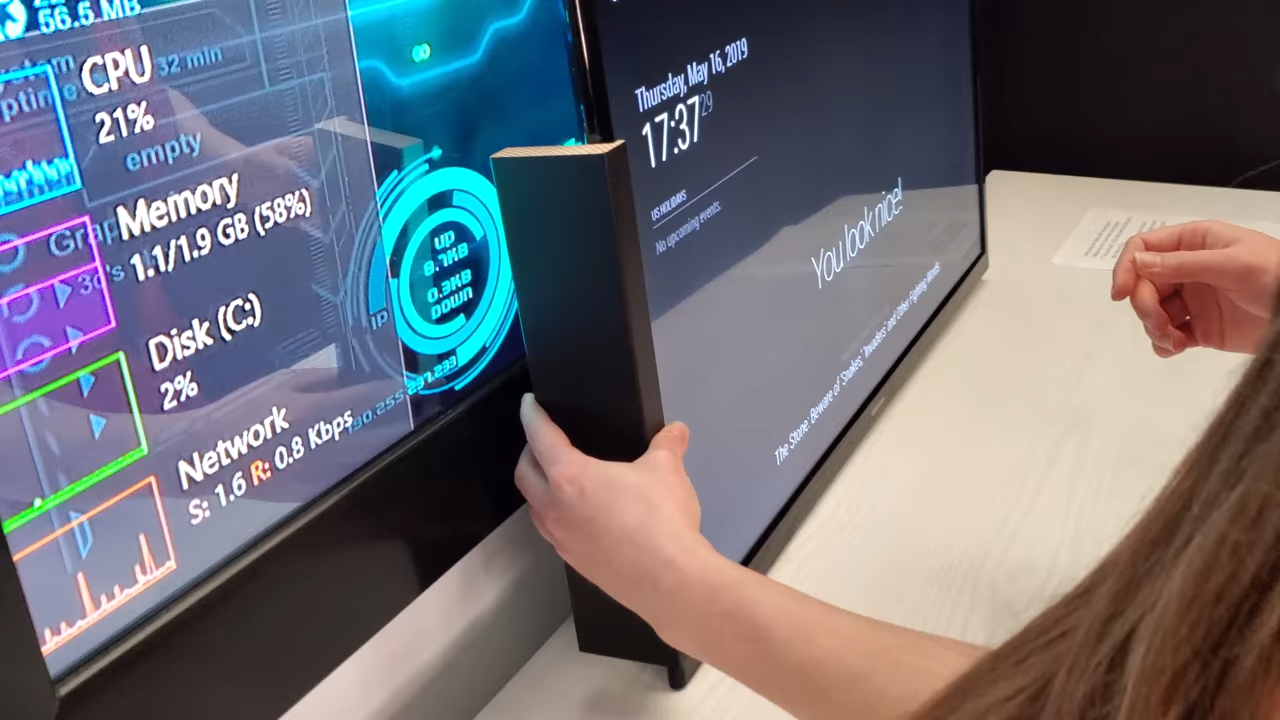 56.5 MB
CPU
32 min
21%
empty
Memory
1.1/1.9 GB (58%)
Disk (C:)
2%
Network
S: 1.6 R: 0.8 Kbps
UP
8.7KB
0.3KB
DOWN
IP
Thursday, May 16, 2019
17:37 29
US HOLIDAYS
No upcoming events.
You look nice!
The Stone: Beware of 'Snakes', 'Invaders' and Other Fighting Words